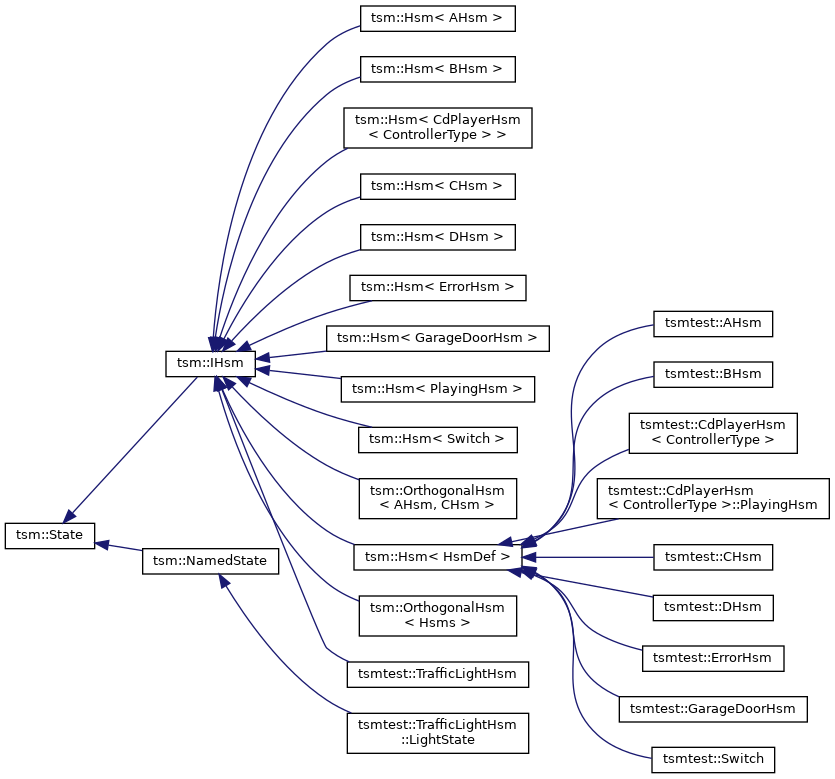 tsm::Hsm< AHsm >
tsm::Hsm< BHsm >
tsm::Hsm< CdPlayerHsm
< ControllerType > >
tsm::Hsm< CHsm >
tsm::Hsm< DHsm >
tsm::Hsm< ErrorHsm >
tsm::Hsm< GarageDoorHsm >
tsm::IHsm
tsm::Hsm< PlayingHsm >
tsm::Hsm< Switch >
tsm::OrthogonalHsm
< AHsm, CHsm >
tsm::State
tsm::NamedState
tsm::Hsm< HsmDef >
tsm::OrthogonalHsm
< Hsms >
tsmtest::TrafficLightHsm
tsmtest::TrafficLightHsm
::LightState
tsmtest::AHsm
tsmtest::BHsm
tsmtest::CdPlayerHsm
< ControllerType >
tsmtest::CdPlayerHsm
< ControllerType >::PlayingHsm
tsmtest::CHsm
tsmtest::DHsm
tsmtest::ErrorHsm
tsmtest::GarageDoorHsm
tsmtest::Switch